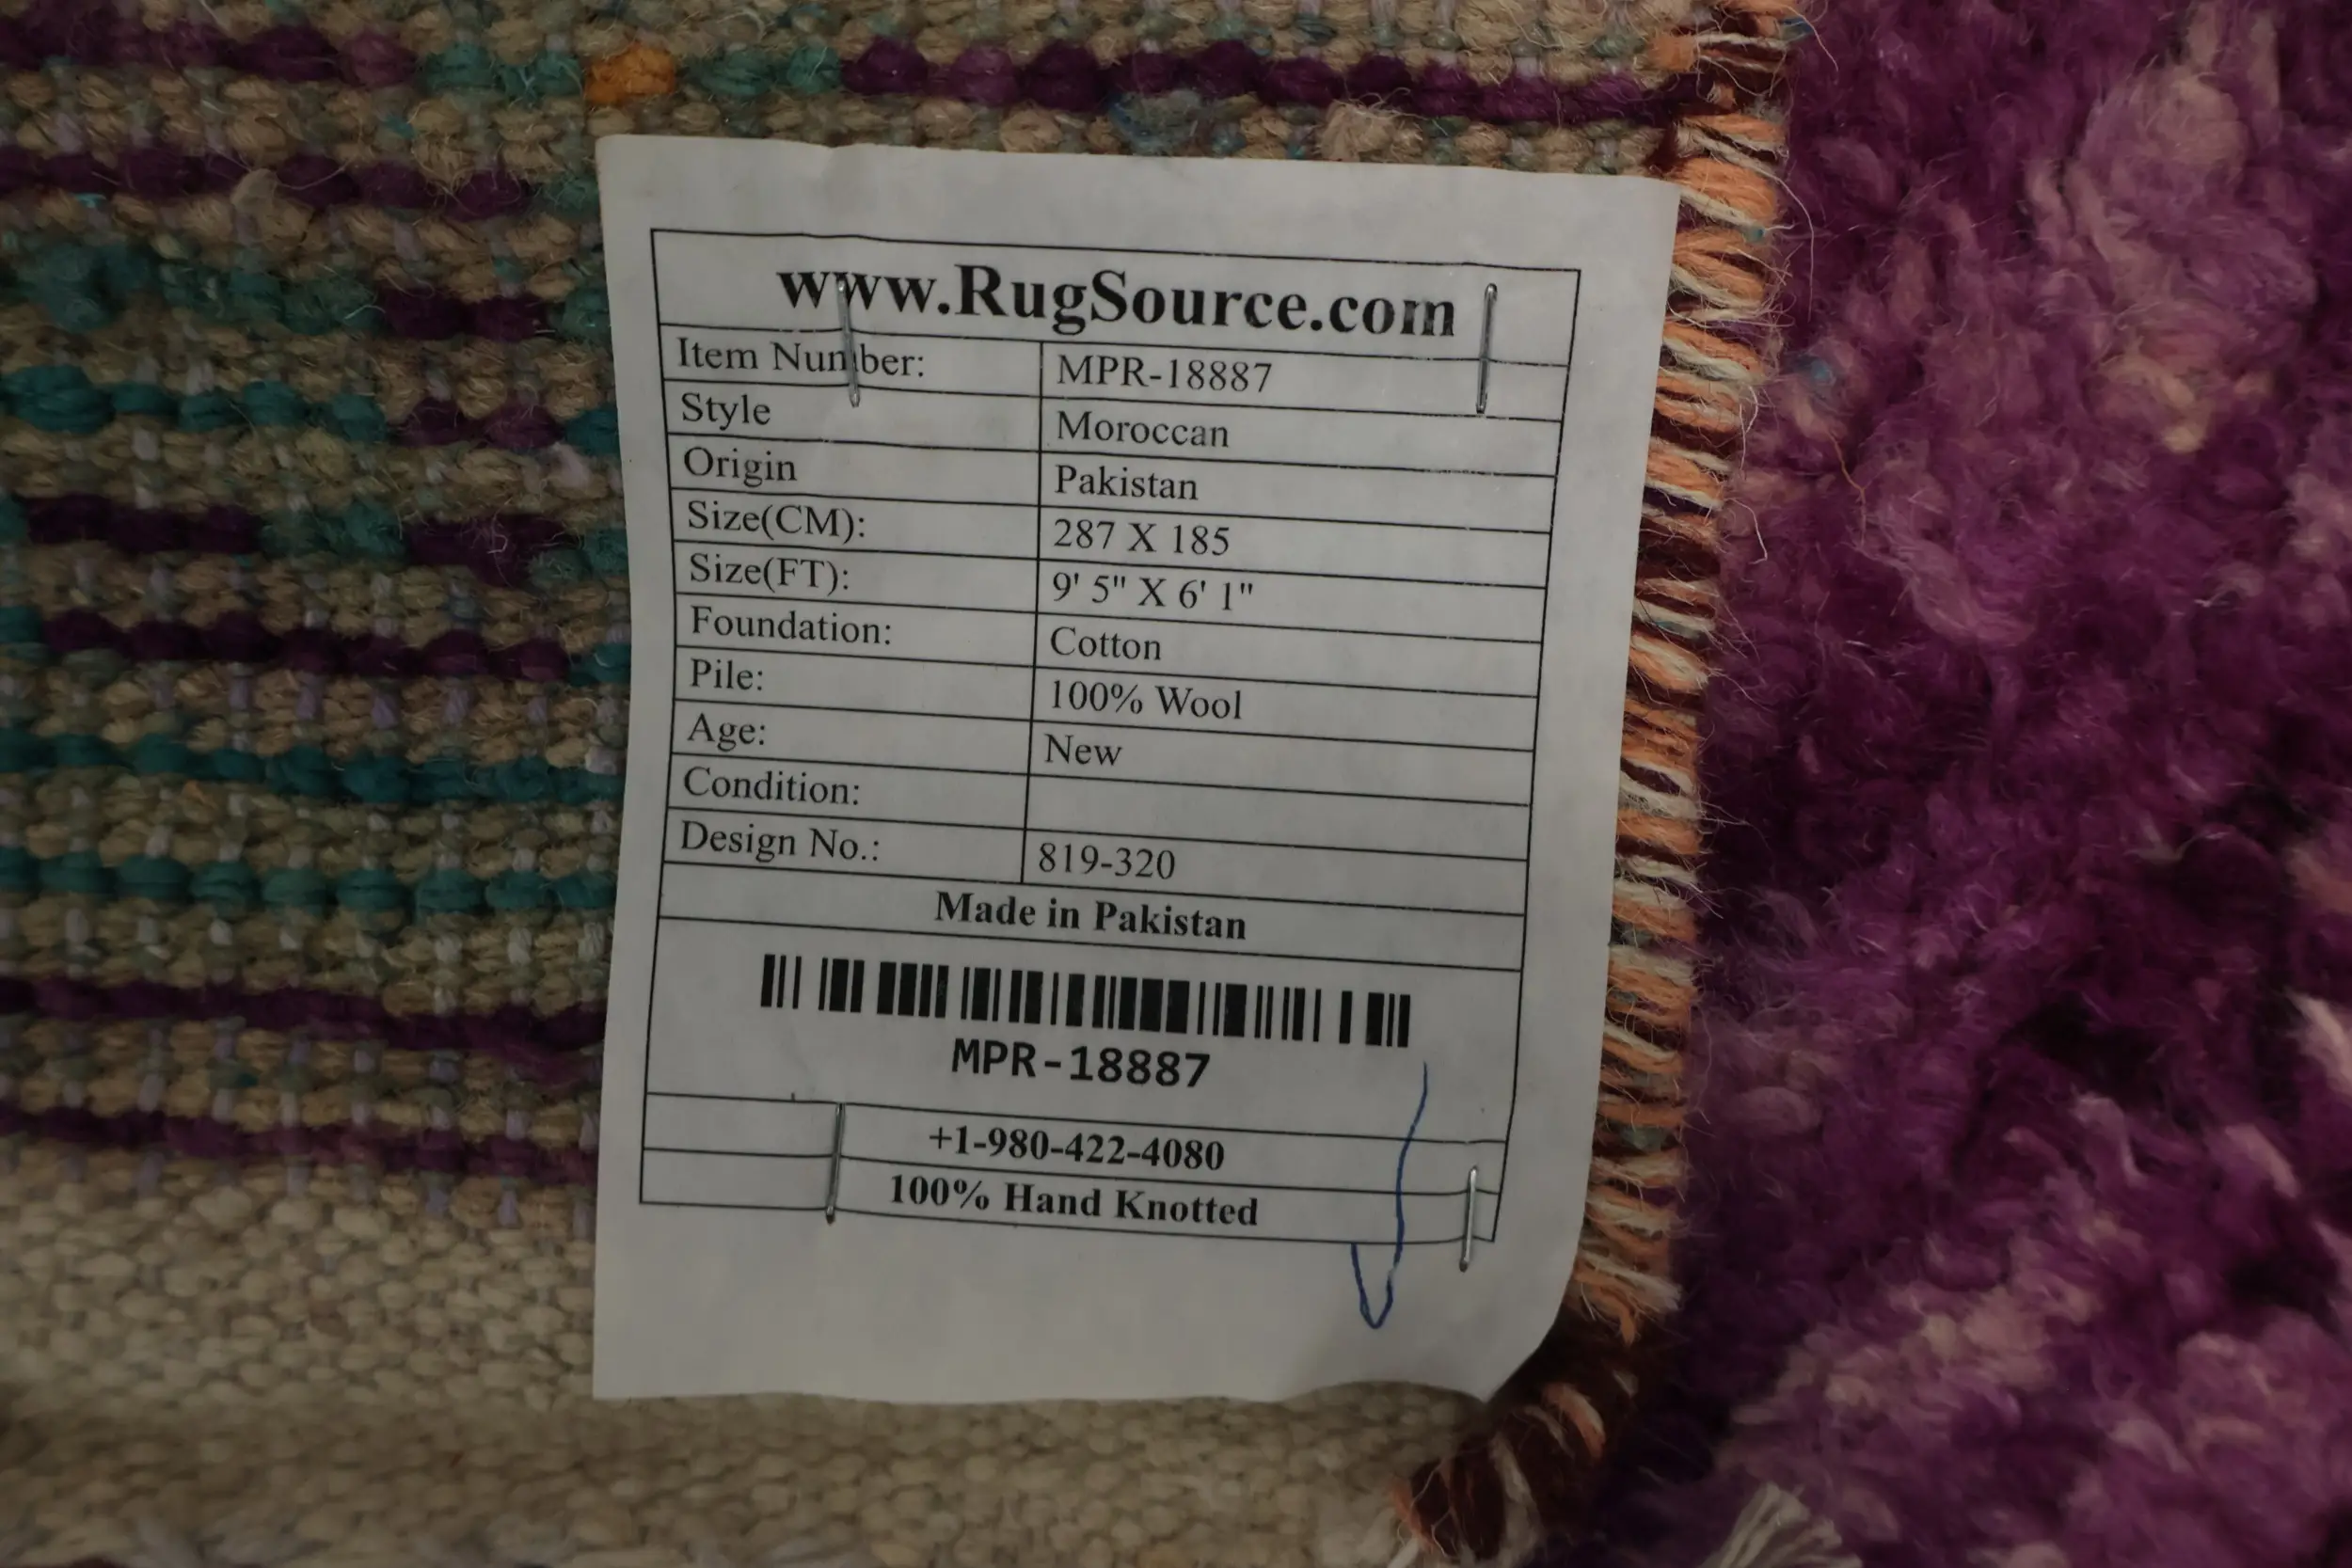 www.RugSource.com
Item Number: MPR-18887
Style Moroccan
Origin Pakistan
Size(CM): 287 X 185
Size(FT): 9' 5" X 6' 1"
Foundation: Cotton
Pile: 100% Wool
Age: New
Condition:
Design No.: 819-320
Made in Pakistan
MPR-18887
+1-980-422-4080
100% Hand Knotted